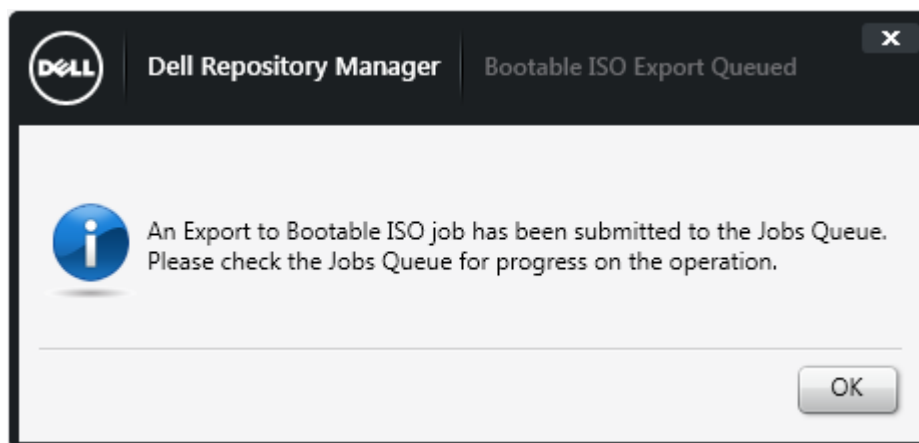 DELL
Dell Repository Manager
Bootable ISO Export Queued
An Export to Bootable ISO job has been submitted to the Jobs Queue.
Please check the Jobs Queue for progress on the operation.
OK